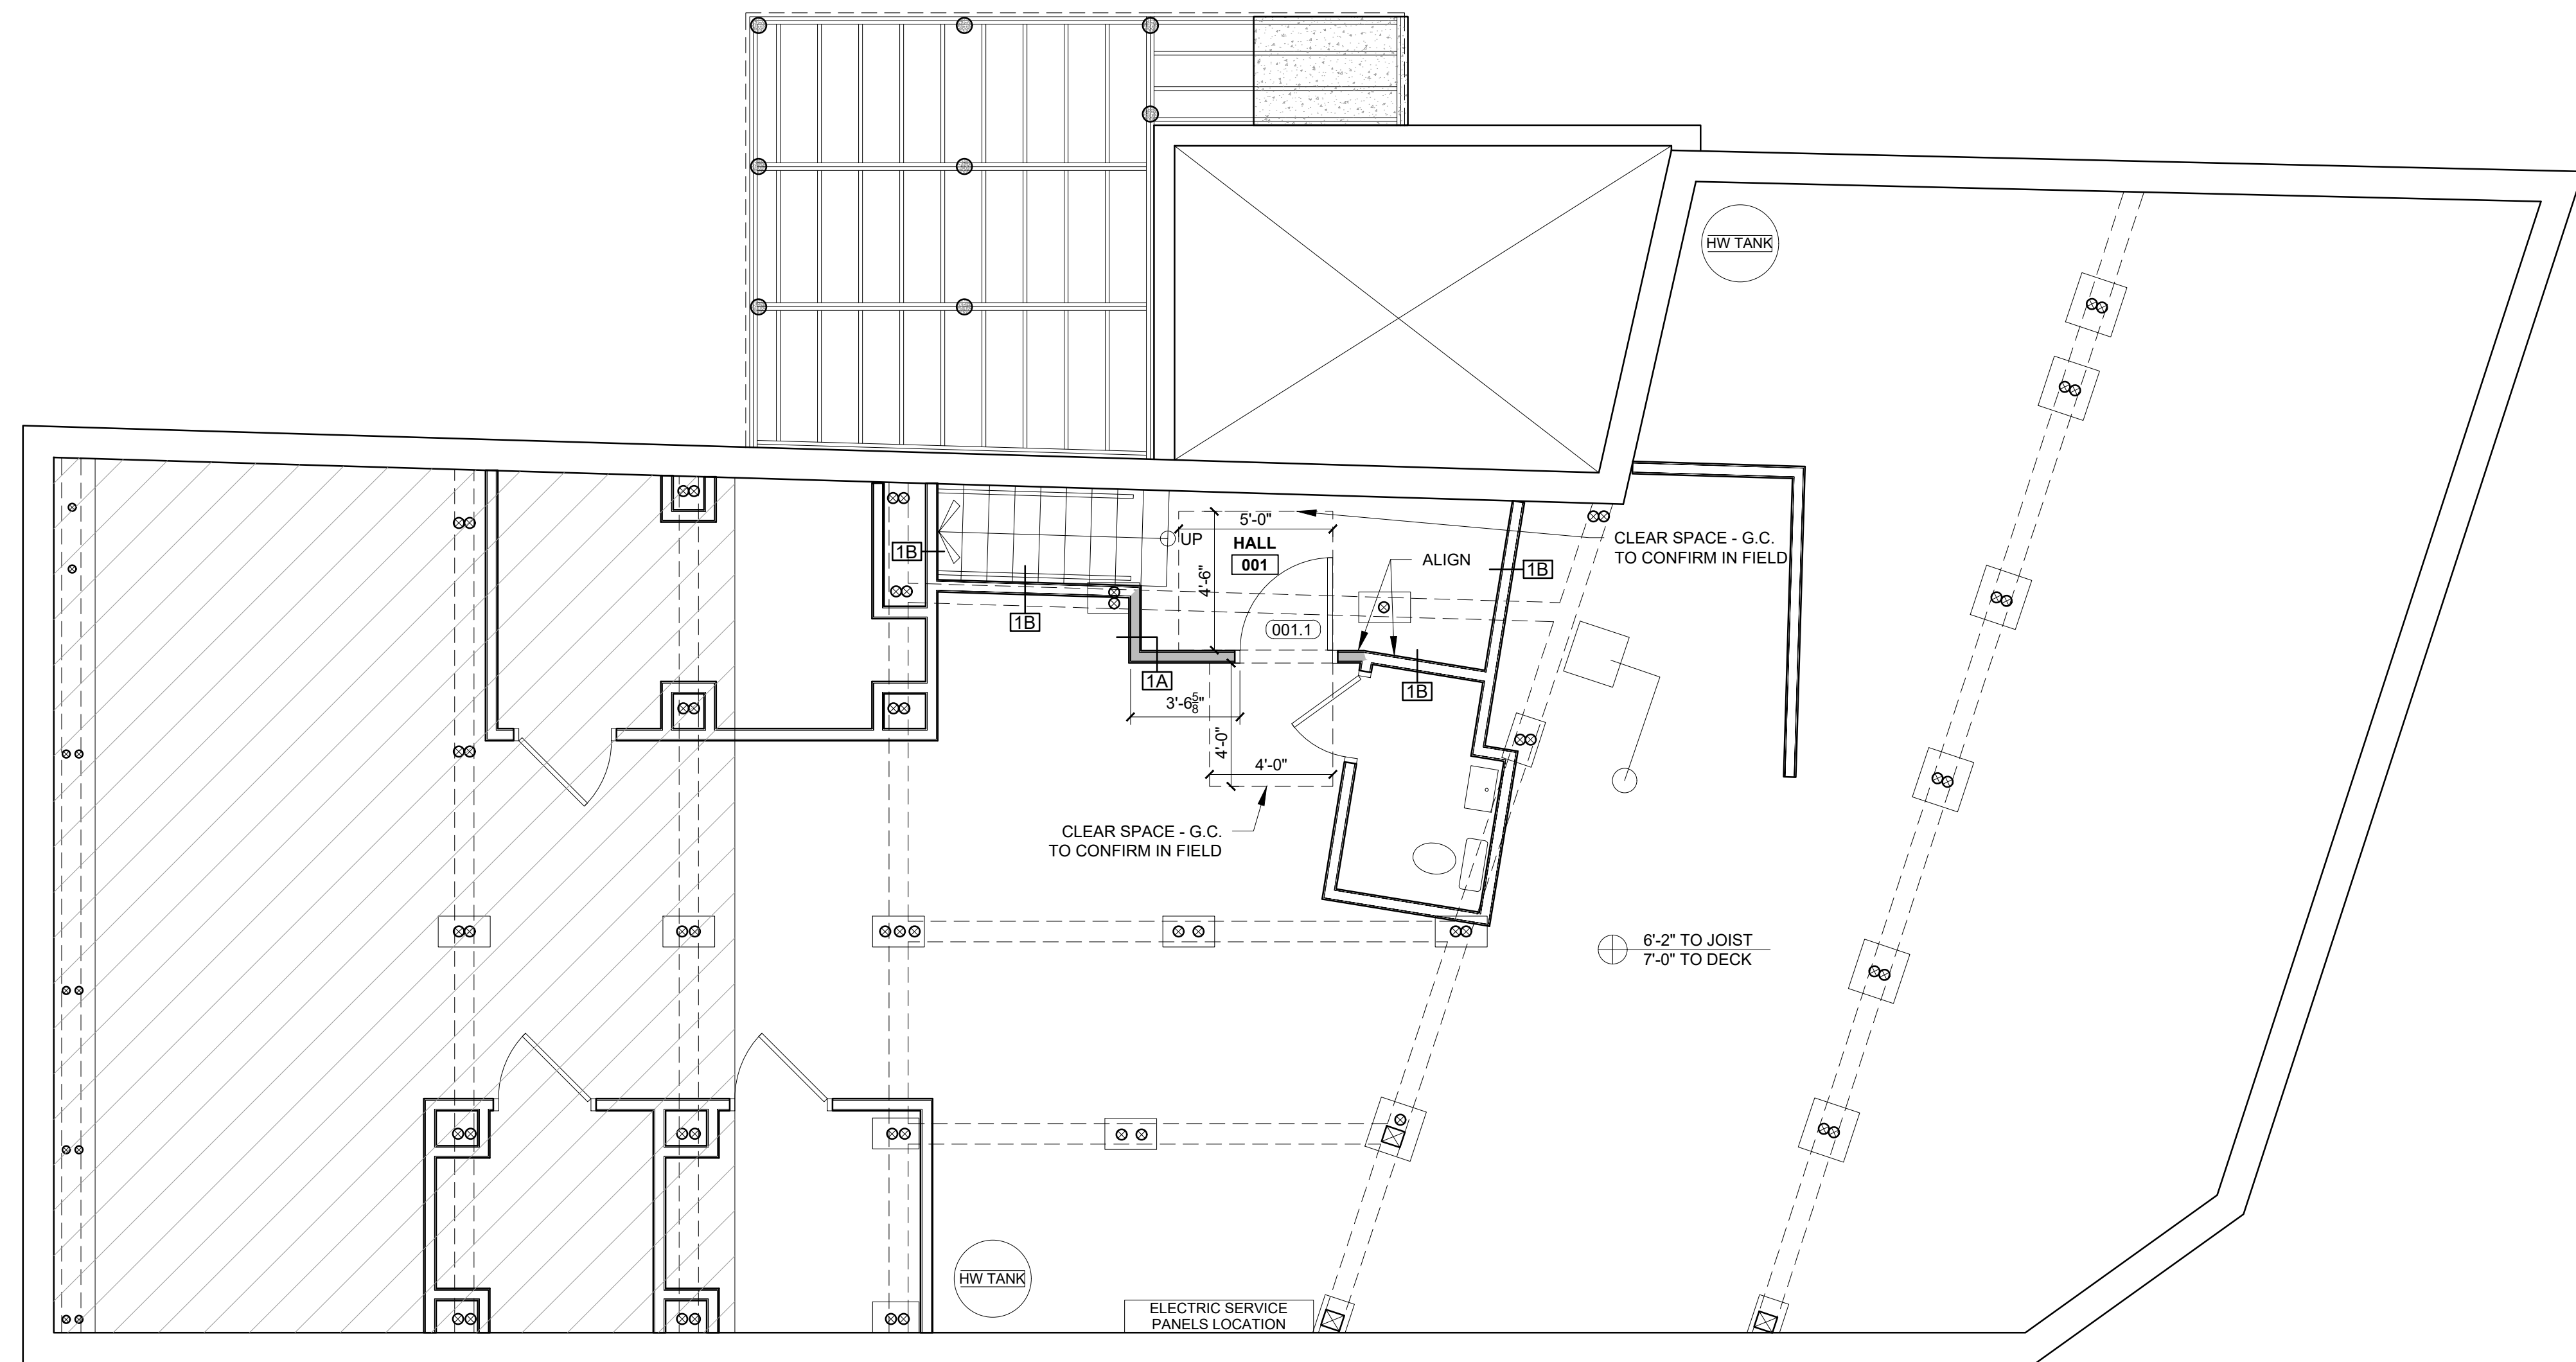 HW TANK
5'-0"
CLEAR SPACE - G.C.
TO CONFIRM IN FIELD
UP
HALL
001
ALIGN
1B
1B
4'-6"
1B
001.1
1A
1B
3'-6 5/8"
4'-0"
4'-0"
CLEAR SPACE - G.C.
TO CONFIRM IN FIELD
6'-2" TO JOIST
7'-0" TO DECK
HW TANK
ELECTRIC SERVICE
PANELS LOCATION